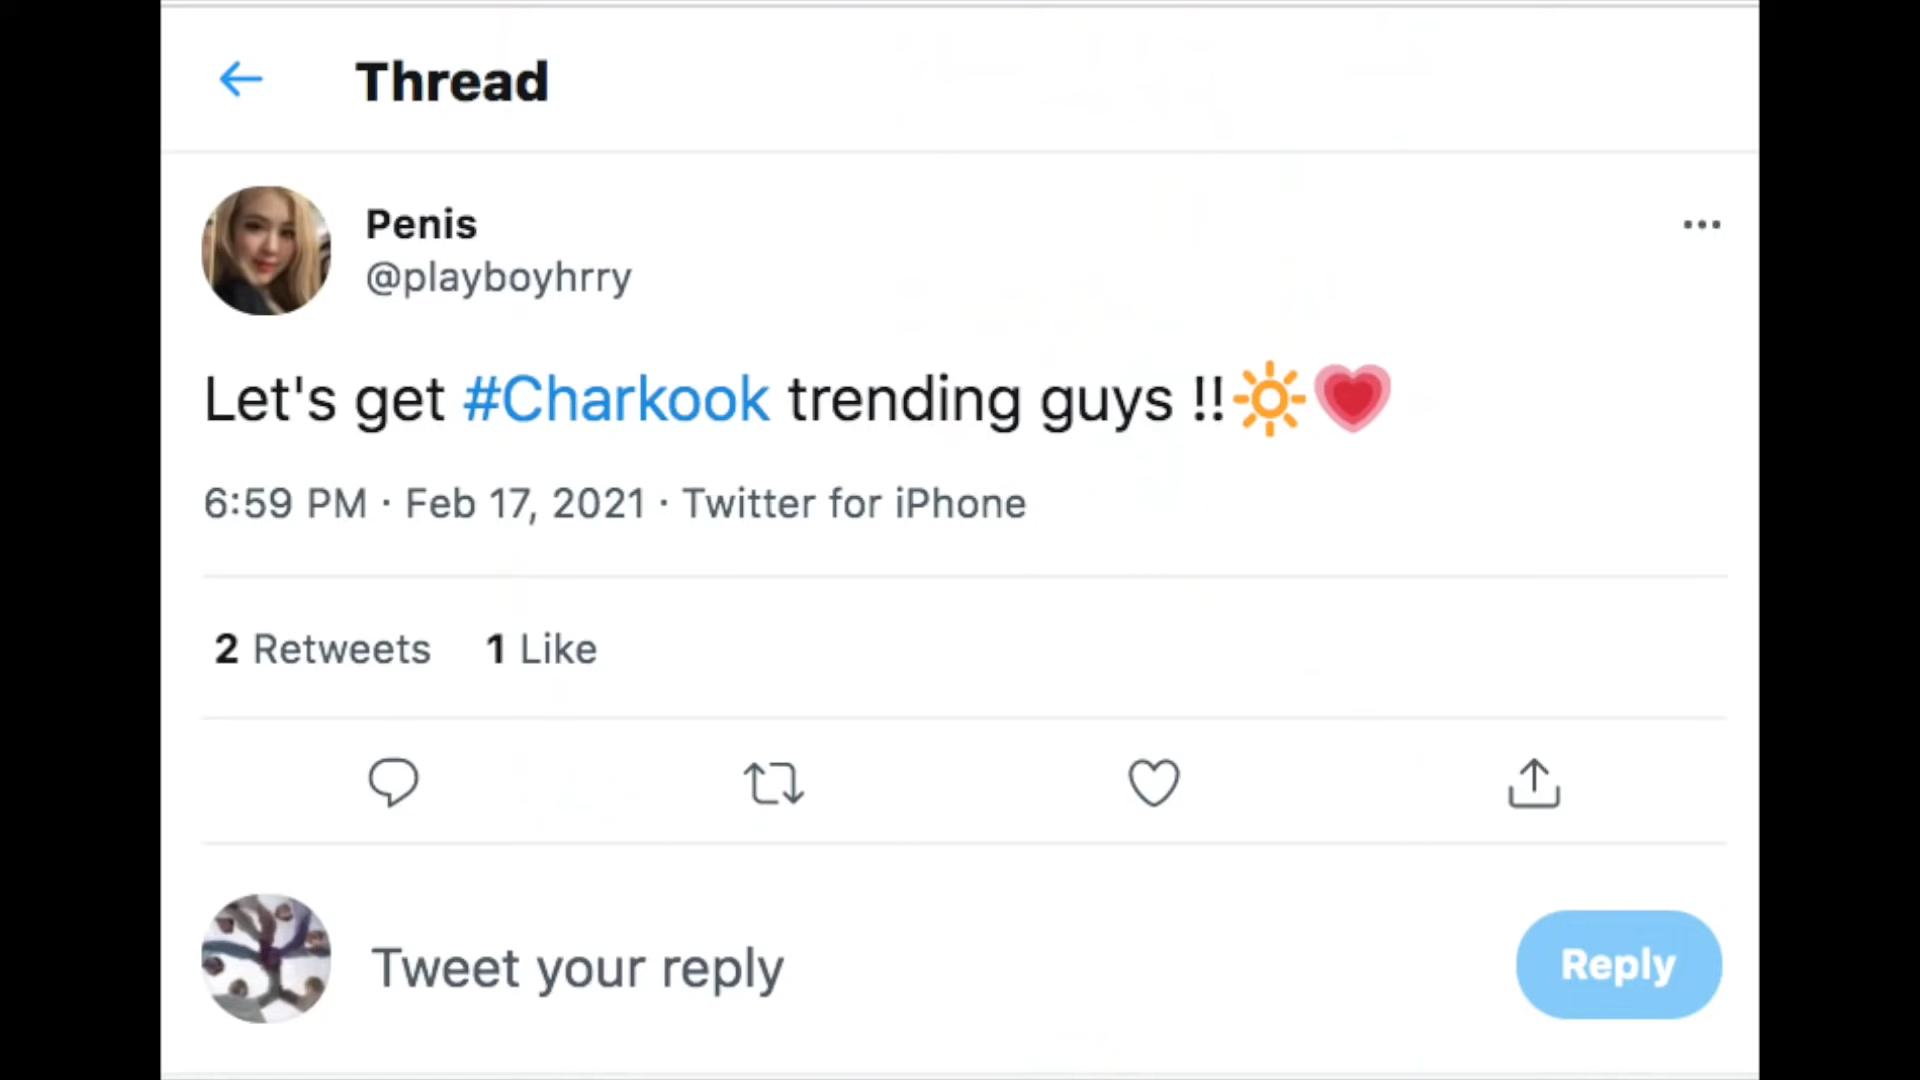 Thread
Penis
@playboyhrry
Let's get #Charkook trending guys !!🔆💗
6:59 PM · Feb 17, 2021 · Twitter for iPhone
2 Retweets 1 Like
Tweet your reply
Reply